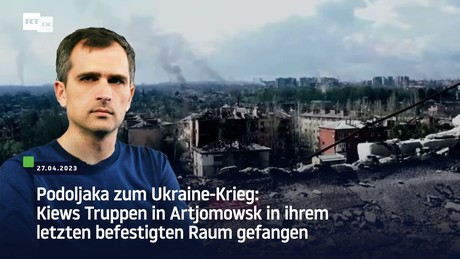 RT DE
27.04.2023
Podoljaka zum Ukraine-Krieg:
Kiews Truppen in Artjomowsk in ihrem
letzten befestigten Raum gefangen